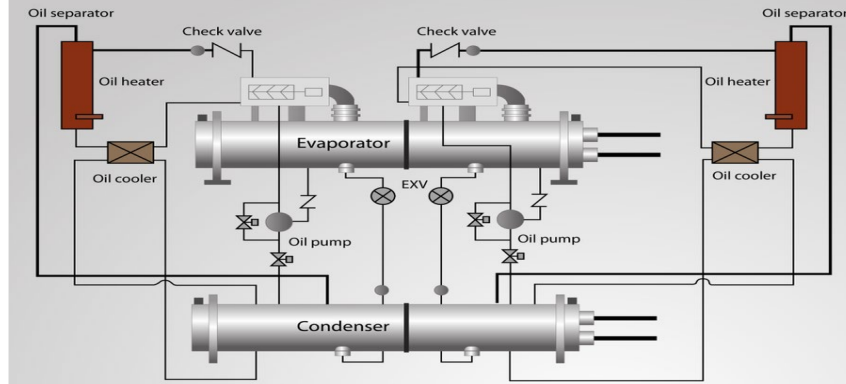 Oil separator
Oil separator
Check valve
Check valve
Oil heater
Oil heater
Evaporator
Oil cooler
EXV
Oil cooler
Oil pump
Oil pump
Condenser